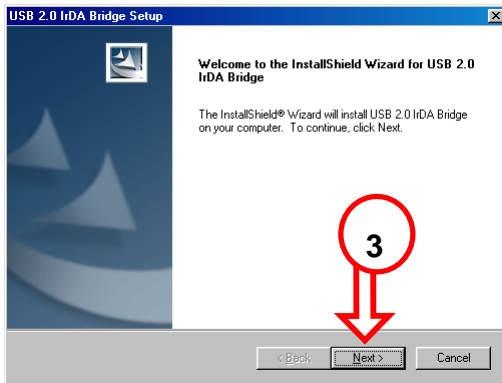 USB 2.0 IrDA Bridge Setup
Welcome to the InstallShield Wizard for USB 2.0
IrDA Bridge
The InstallShield® Wizard will install USB 2.0 IrDA Bridge
on your computer. To continue, click Next.
3
< Back
Next >
Cancel